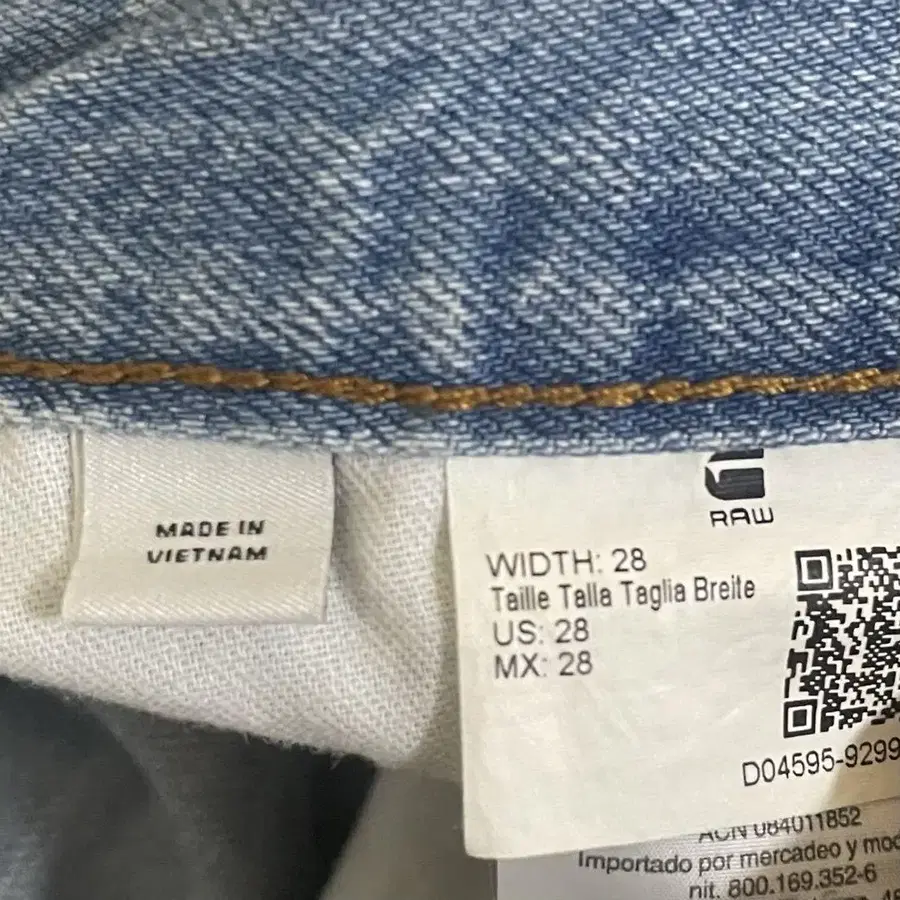 MADE IN
VIETNAM
RAW
WIDTH: 28
Taille Talla Taglia Breite
US: 28
MX: 28
D04595-9299
ACN 084011852
Importado por mercadeo y
nit. 800.169.352-6